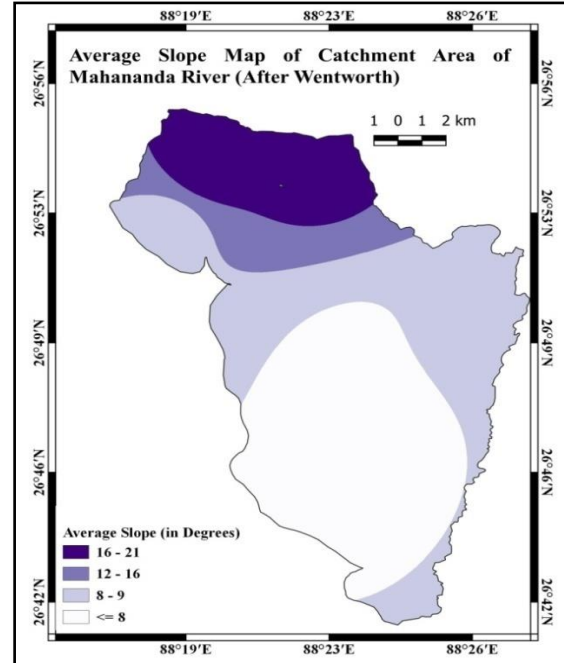 88°19'E 88°23'E 88°26'E
Average Slope Map of Catchment Area of
Mahananda River (After Wentworth)
1 0 1 2 km
26°56'N 26°56'N
26°53'N 26°53'N
26°49'N 26°49'N
26°46'N 26°46'N
26°42'N 26°42'N
Average Slope (in Degrees)
16 - 21
12 - 16
8 - 9
<= 8
88°19'E 88°23'E 88°26'E